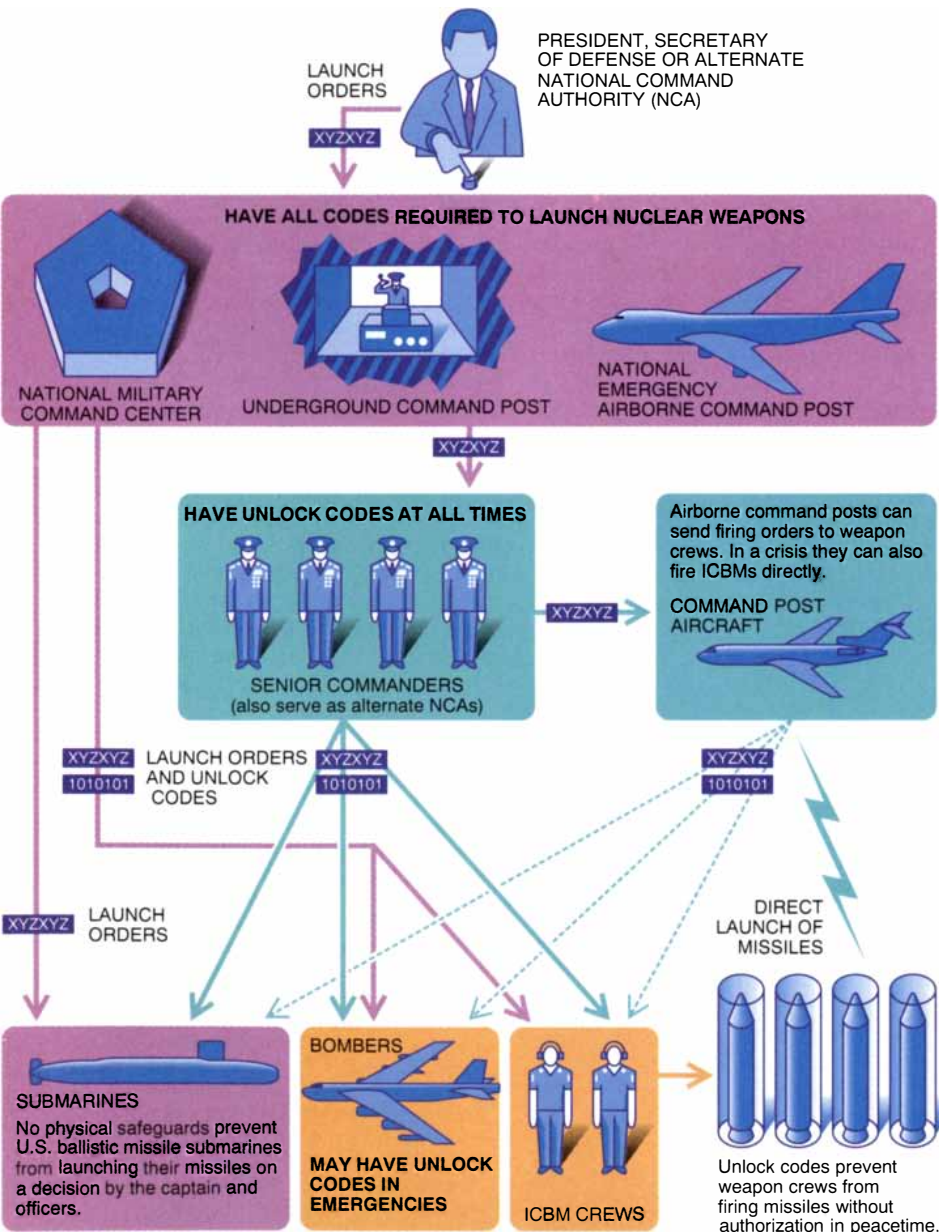 PRESIDENT, SECRETARY
OF DEFENSE OR ALTERNATE
NATIONAL COMMAND
AUTHORITY (NCA)
LAUNCH
ORDERS
XYZXYZ
HAVE ALL CODES REQUIRED TO LAUNCH NUCLEAR WEAPONS
NATIONAL MILITARY
COMMAND CENTER
UNDERGROUND COMMAND POST
NATIONAL
EMERGENCY
AIRBORNE COMMAND POST
XYZXYZ
HAVE UNLOCK CODES AT ALL TIMES
SENIOR COMMANDERS
(also serve as alternate NCAs)
XYZXYZ
Airborne command posts can
send firing orders to weapon
crews. In a crisis they can also
fire ICBMs directly.
COMMAND POST
AIRCRAFT
XYZXYZ
1010101
LAUNCH ORDERS
AND UNLOCK
CODES
XYZXYZ
1010101
XYZXYZ
1010101
XYZXYZ
LAUNCH
ORDERS
DIRECT
LAUNCH OF
MISSILES
SUBMARINES
No physical safeguards prevent
U.S. ballistic missile submarines
from launching their missiles on
a decision by the captain and
officers.
BOMBERS
MAY HAVE UNLOCK
CODES IN
EMERGENCIES
ICBM CREWS
Unlock codes prevent
weapon crews from
firing missiles without
authorization in peacetime.